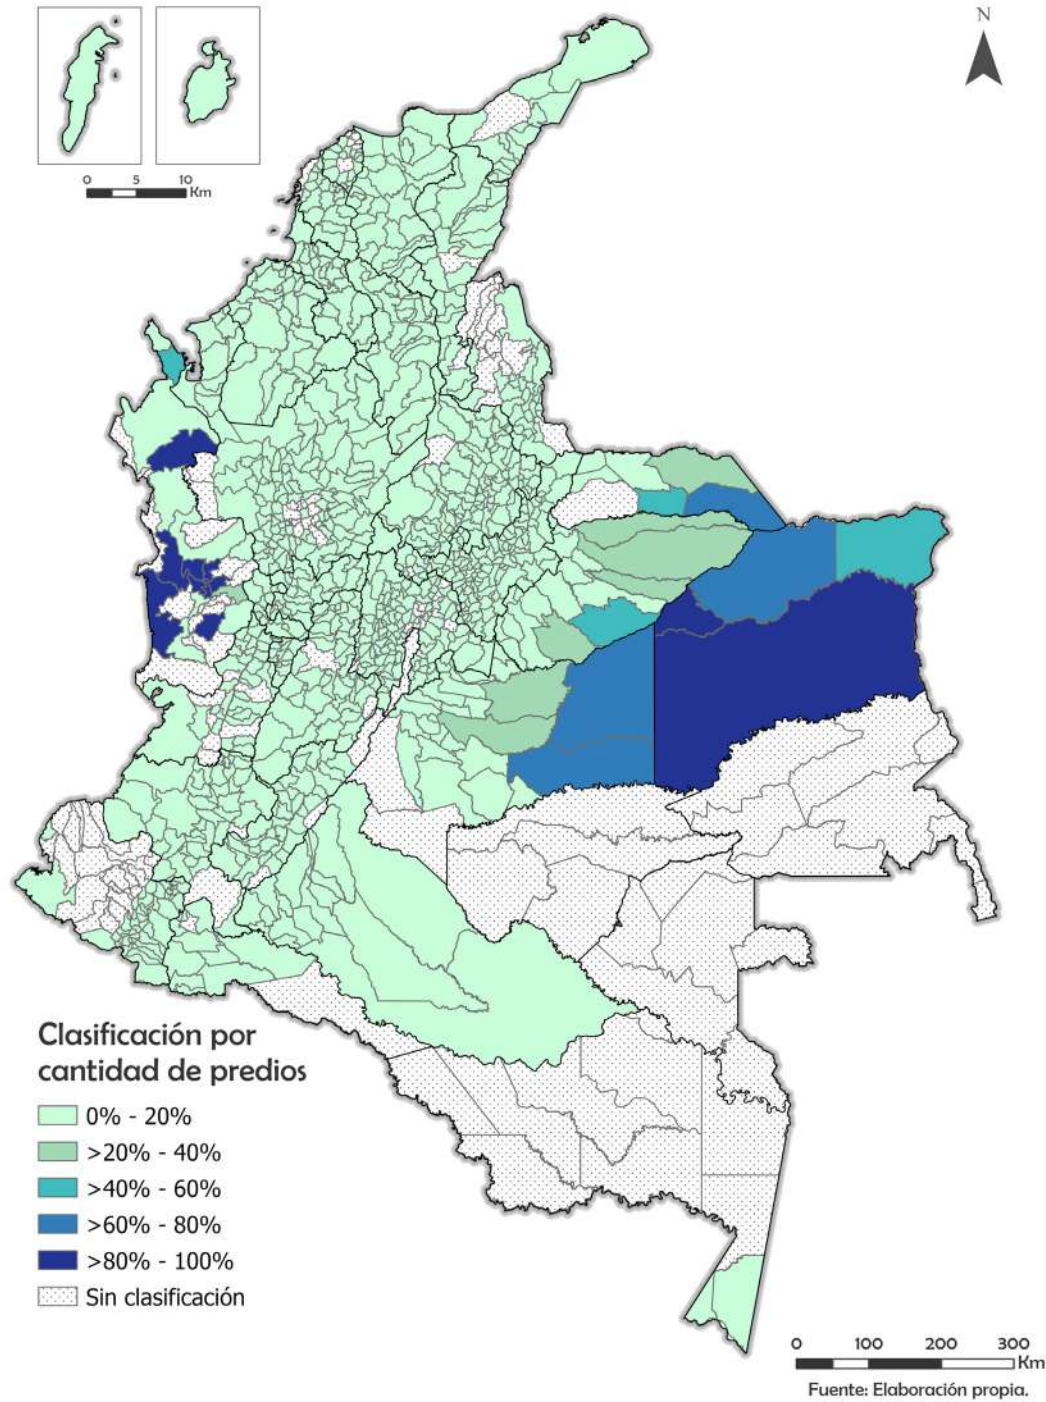 N
0 5 10
Km
Clasificación por
cantidad de predios
0% - 20%
>20% - 40%
>40% - 60%
>60% - 80%
>80% - 100%
Sin clasificación
0 100 200 300
Km
Fuente: Elaboración propia.